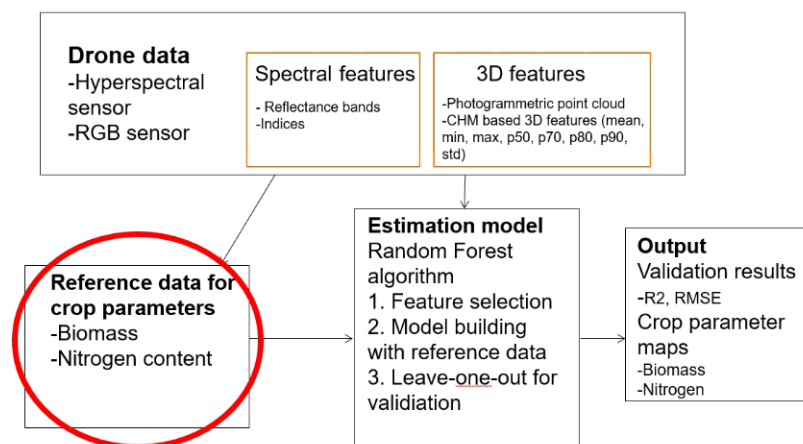 Drone data
-Hyperspectral
sensor
-RGB sensor
Spectral features
- Reflectance bands
-Indices
3D features
-Photogrammetric point cloud
-CHM based 3D features (mean,
min, max, p50, p70, p80, p90,
std)
Reference data for
crop parameters
-Biomass
-Nitrogen content
Estimation model
Random Forest
algorithm
1. Feature selection
2. Model building
with reference data
3. Leave-one-out for
validiation
Output
Validation results
-R2, RMSE
Crop parameter
maps
-Biomass
-Nitrogen